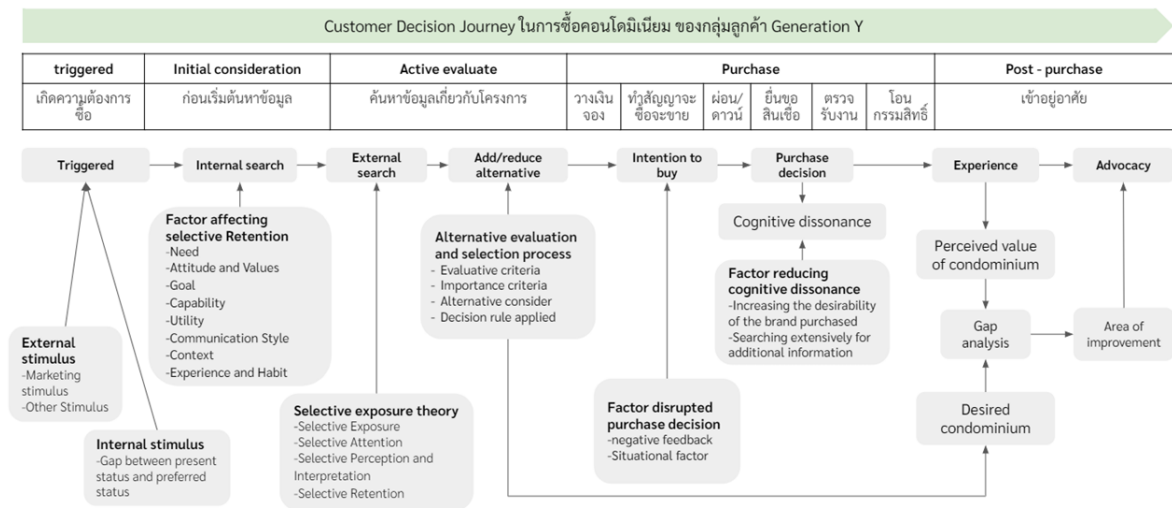 Customer Decision Journey ในการซื้อคอนโดมิเนียม ของกลุ่มลูกค้า Generation Y
triggered
Initial consideration
Active evaluate
Purchase
Post - purchase
เกิดความต้องการ
ซื้อ
ก่อนเริ่มต้นหาข้อมูล
ค้นหาข้อมูลเกี่ยวกับโครงการ
วางเงิน
จอง
ทำสัญญาจะ
ซื้อจะขาย
ผ่อน/
ดาวน์
ยื่นขอ
สินเชื่อ
ตรวจ
รับงาน
โอน
กรรมสิทธิ์
เข้าอยู่อาศัย
Triggered
Internal search
External
search
Add/reduce
alternative
Intention to
buy
Purchase
decision
Experience
Advocacy
Factor affecting
selective Retention
-Need
-Attitude and Values
-Goal
-Capability
-Utility
-Communication Style
-Context
-Experience and Habit
Alternative evaluation
and selection process
- Evaluative criteria
- Importance criteria
- Alternative consider
- Decision rule applied
Cognitive dissonance
Factor reducing
cognitive dissonance
-Increasing the desirability
of the brand purchased
-Searching extensively for
additional information
Perceived value
of condominium
Gap
analysis
Area of
improvement
Desired
condominium
External
stimulus
-Marketing
stimulus
-Other Stimulus
Internal stimulus
-Gap between present
status and preferred
status
Selective exposure theory
-Selective Exposure
-Selective Attention
-Selective Perception and
Interpretation
-Selective Retention
Factor disrupted
purchase decision
-negative feedback
-Situational factor